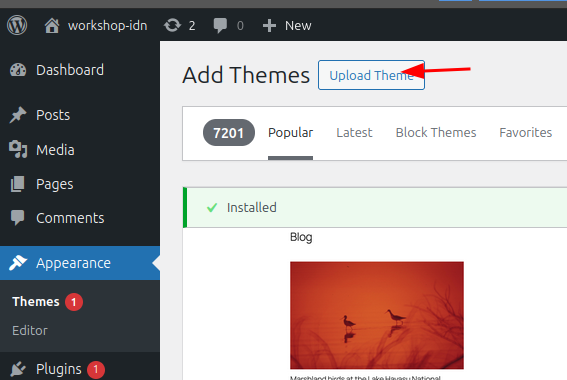 workshop-idn 2 0 New
Dashboard
Posts
Media
Pages
Comments
Appearance
Themes 1
Editor
Plugins 1
Add Themes Upload Theme
7201 Popular Latest Block Themes Favorites
Installed
Blog
Marshland birds at the Lake Havasu National